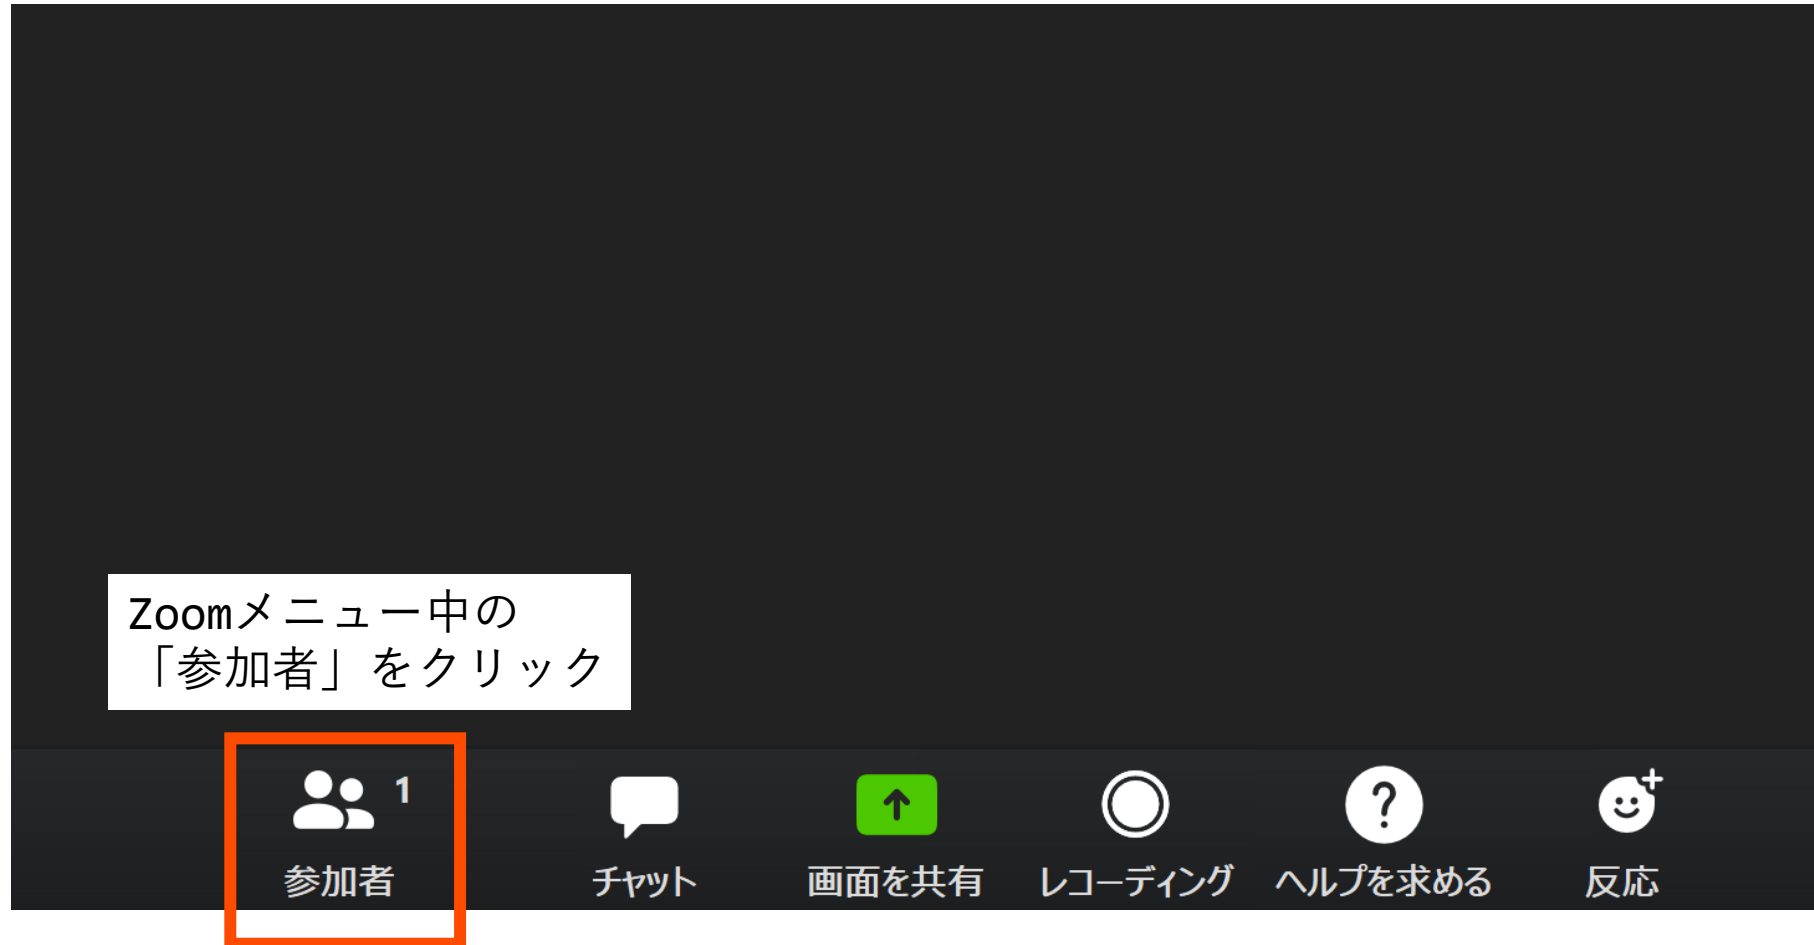 Zoomメニュー中の
「参加者」をクリック
1
参加者
チャット
画面を共有
レコーディング
ヘルプを求める
反応